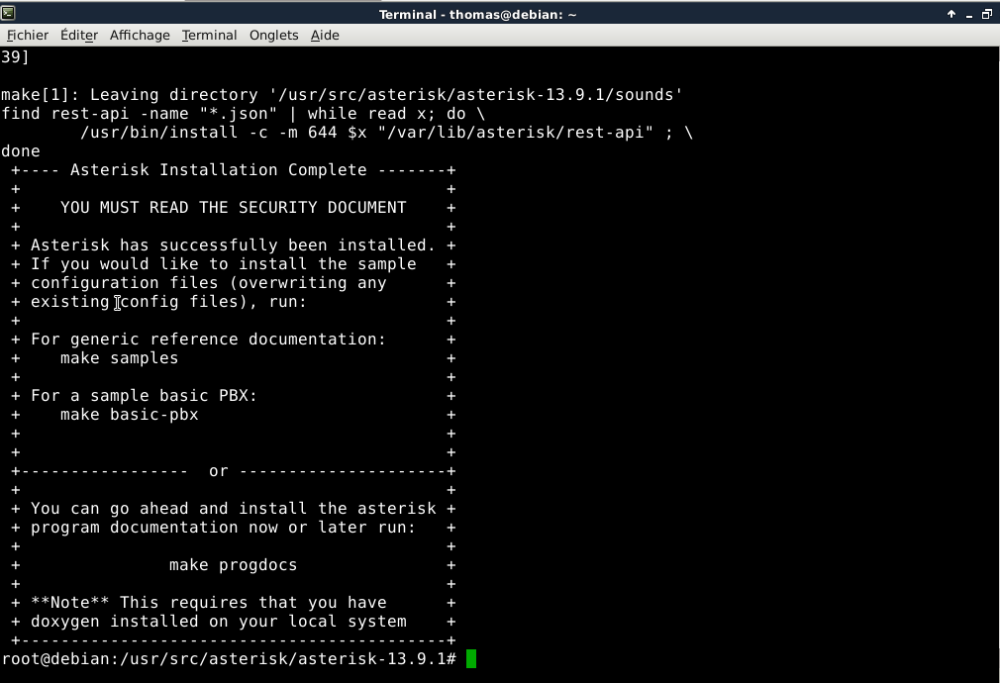 Terminal - thomas@debian: ~
Fichier Éditer Affichage Terminal Onglets Aide
39]
make[1]: Leaving directory '/usr/src/asterisk/asterisk-13.9.1/sounds'
find rest-api -name "*.json" | while read x; do \
        /usr/bin/install -c -m 644 $x "/var/lib/asterisk/rest-api" ; \
done
 +---- Asterisk Installation Complete -------+
 +                                           +
 +    YOU MUST READ THE SECURITY DOCUMENT    +
 +                                           +
 + Asterisk has successfully been installed. +
 + If you would like to install the sample   +
 + configuration files (overwriting any      +
 + existing config files), run:              +
 +                                           +
 + For generic reference documentation:      +
 +    make samples                           +
 +                                           +
 + For a sample basic PBX:                   +
 +    make basic-pbx                         +
 +                                           +
 +                                           +
 +-----------------  or ---------------------+
 +                                           +
 + You can go ahead and install the asterisk +
 + program documentation now or later run:   +
 +                                           +
 +               make progdocs               +
 +                                           +
 + **Note** This requires that you have      +
 + doxygen installed on your local system    +
 +-------------------------------------------+
root@debian:/usr/src/asterisk/asterisk-13.9.1#